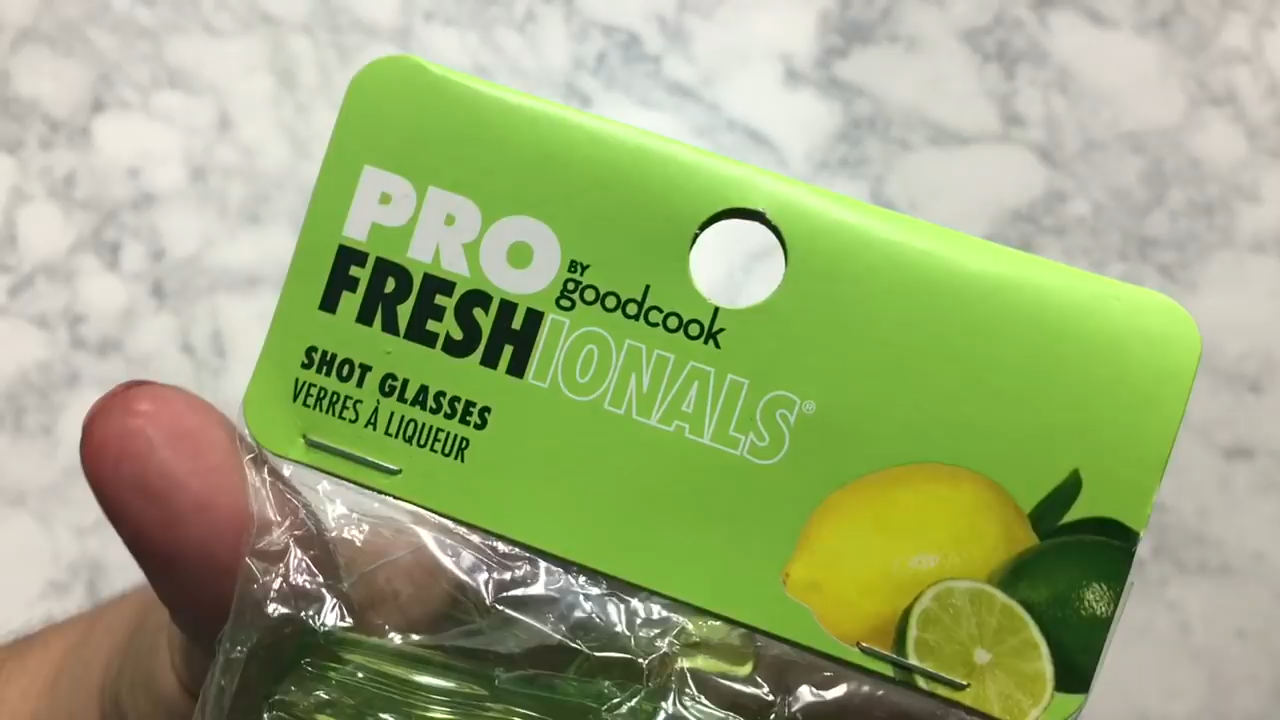 PRO
BY
goodcook
FRESHIONALS®
SHOT GLASSES
VERRES À LIQUEUR